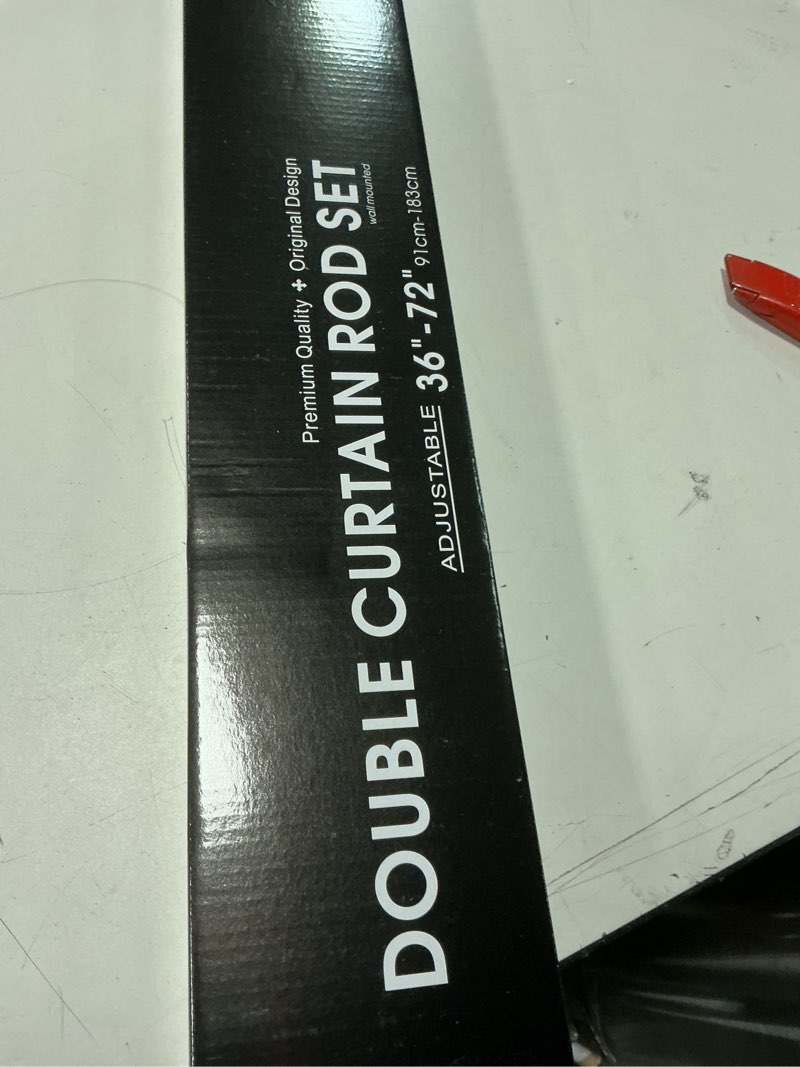 Premium Quality + Original Design
DOUBLE CURTAIN ROD SET
wall mounted
ADJUSTABLE 36"-72" 91cm-183cm